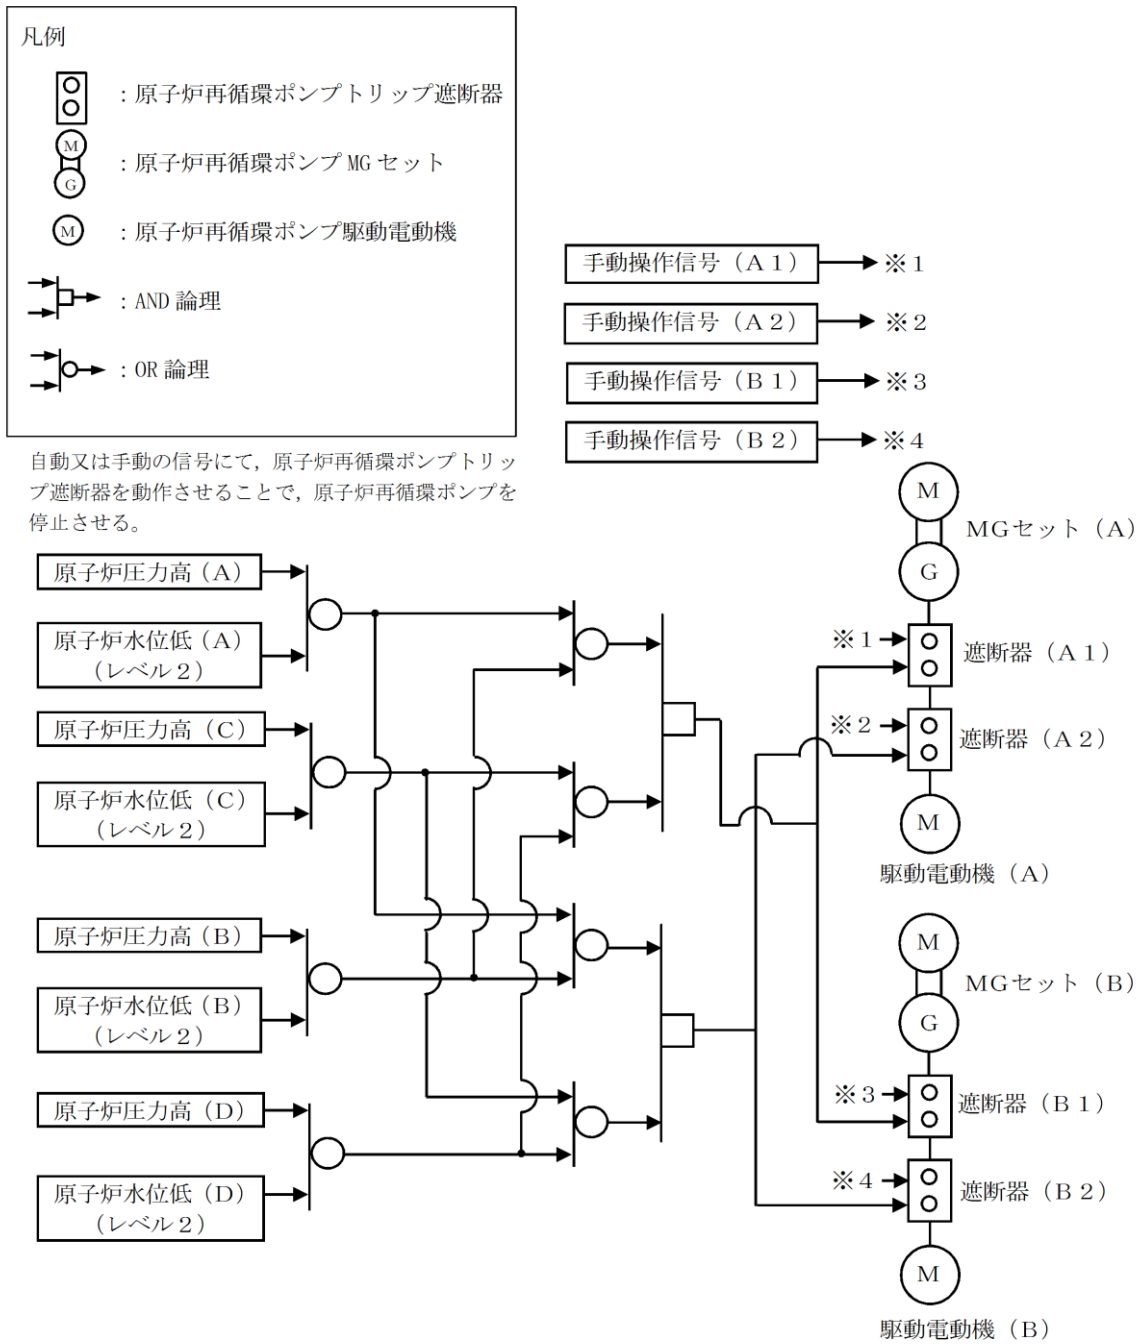 凡例
：原子炉再循環ポンプトリップ遮断器
M
G
：原子炉再循環ポンプ MG セット
M
：原子炉再循環ポンプ駆動電動機
：AND 論理
：OR 論理
自動又は手動の信号にて，原子炉再循環ポンプトリッ
プ遮断器を動作させることで，原子炉再循環ポンプを
停止させる。
手動操作信号（A１）
※１
手動操作信号（A２）
※２
手動操作信号（B１）
※３
手動操作信号（B２）
※４
原子炉圧力高（A）
原子炉水位低（A）
（レベル２）
原子炉圧力高（C）
原子炉水位低（C）
（レベル２）
原子炉圧力高（B）
原子炉水位低（B）
（レベル２）
原子炉圧力高（D）
原子炉水位低（D）
（レベル２）
M
G
MGセット（A）
※１
遮断器（A１）
※２
遮断器（A２）
M
駆動電動機（A）
M
G
MGセット（B）
※３
遮断器（B１）
※４
遮断器（B２）
M
駆動電動機（B）